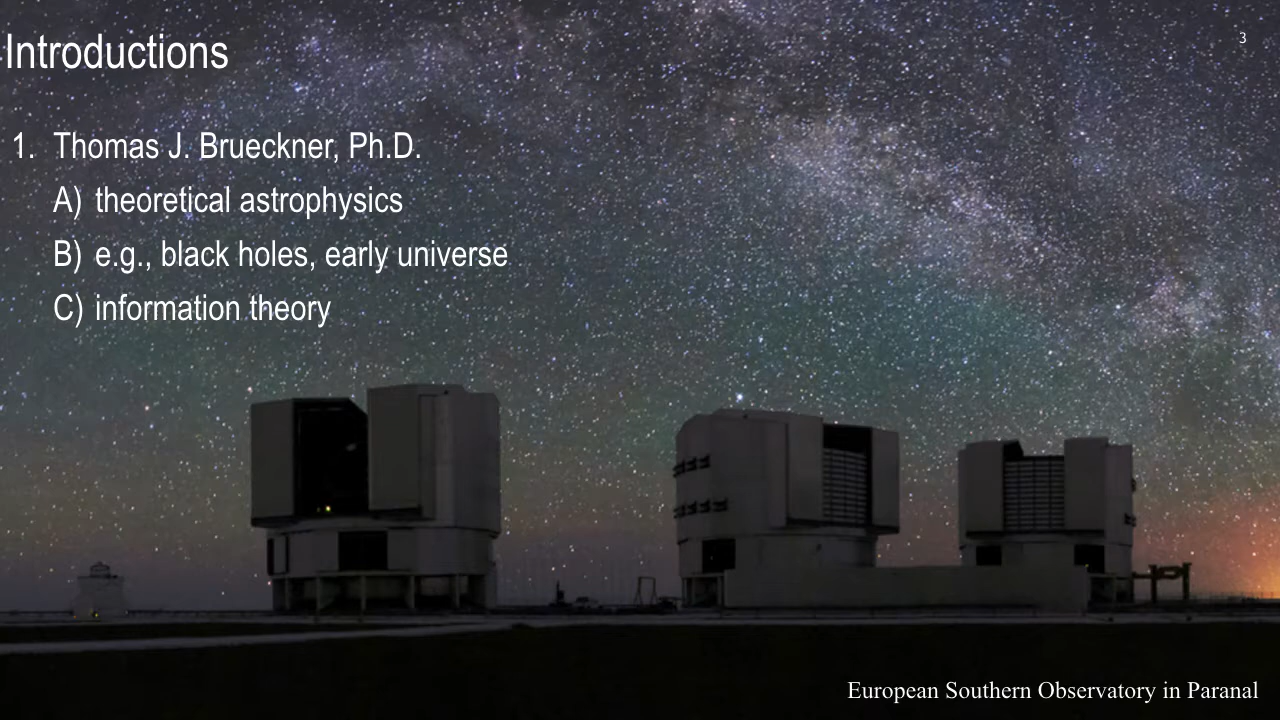 Introductions
3
1. Thomas J. Brueckner, Ph.D.
A) theoretical astrophysics
B) e.g., black holes, early universe
C) information theory
European Southern Observatory in Paranal